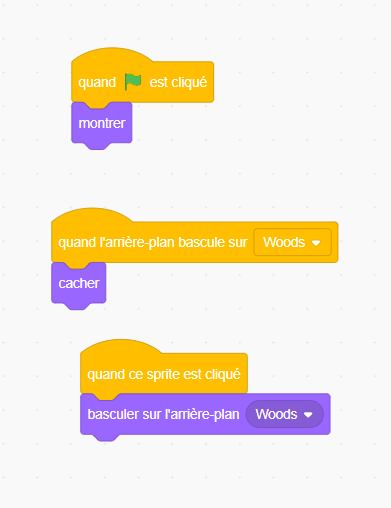 quand est cliqué
montrer
quand l'arrière-plan bascule sur Woods
cacher
quand ce sprite est cliqué
basculer sur l'arrière-plan Woods